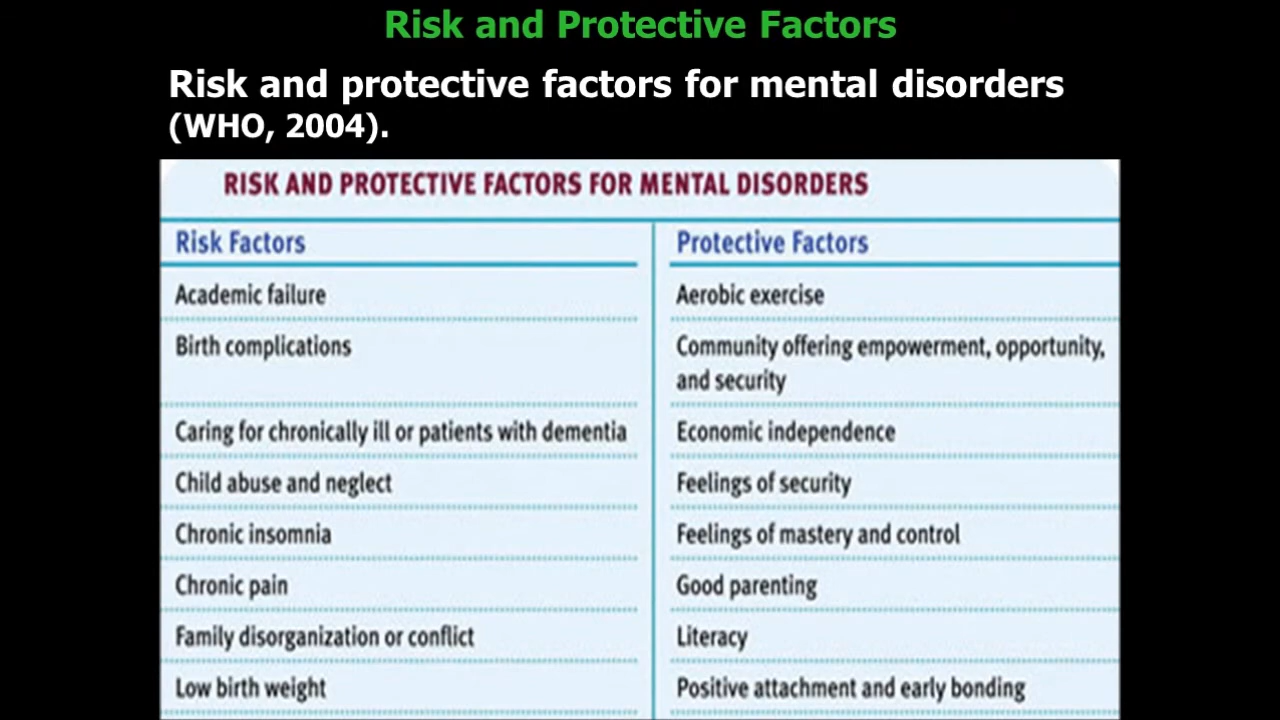 Risk and Protective Factors
Risk and protective factors for mental disorders
(WHO, 2004).
RISK AND PROTECTIVE FACTORS FOR MENTAL DISORDERS
Risk Factors
Protective Factors
Academic failure
Aerobic exercise
Birth complications
Community offering empowerment, opportunity,
and security
Caring for chronically ill or patients with dementia
Economic independence
Child abuse and neglect
Feelings of security
Chronic insomnia
Feelings of mastery and control
Chronic pain
Good parenting
Family disorganization or conflict
Literacy
Low birth weight
Positive attachment and early bonding